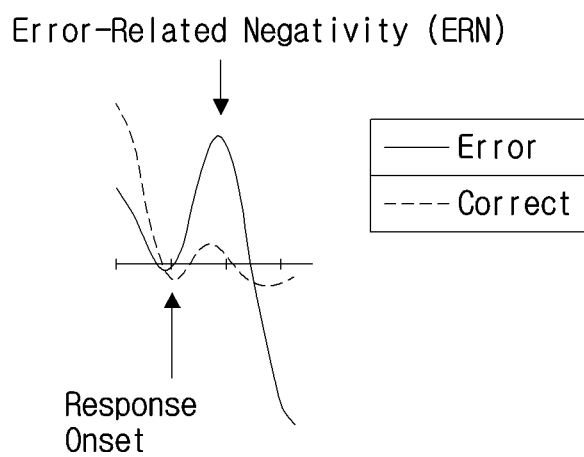 Error-Related Negativity (ERN)
Error
Correct
Response
Onset